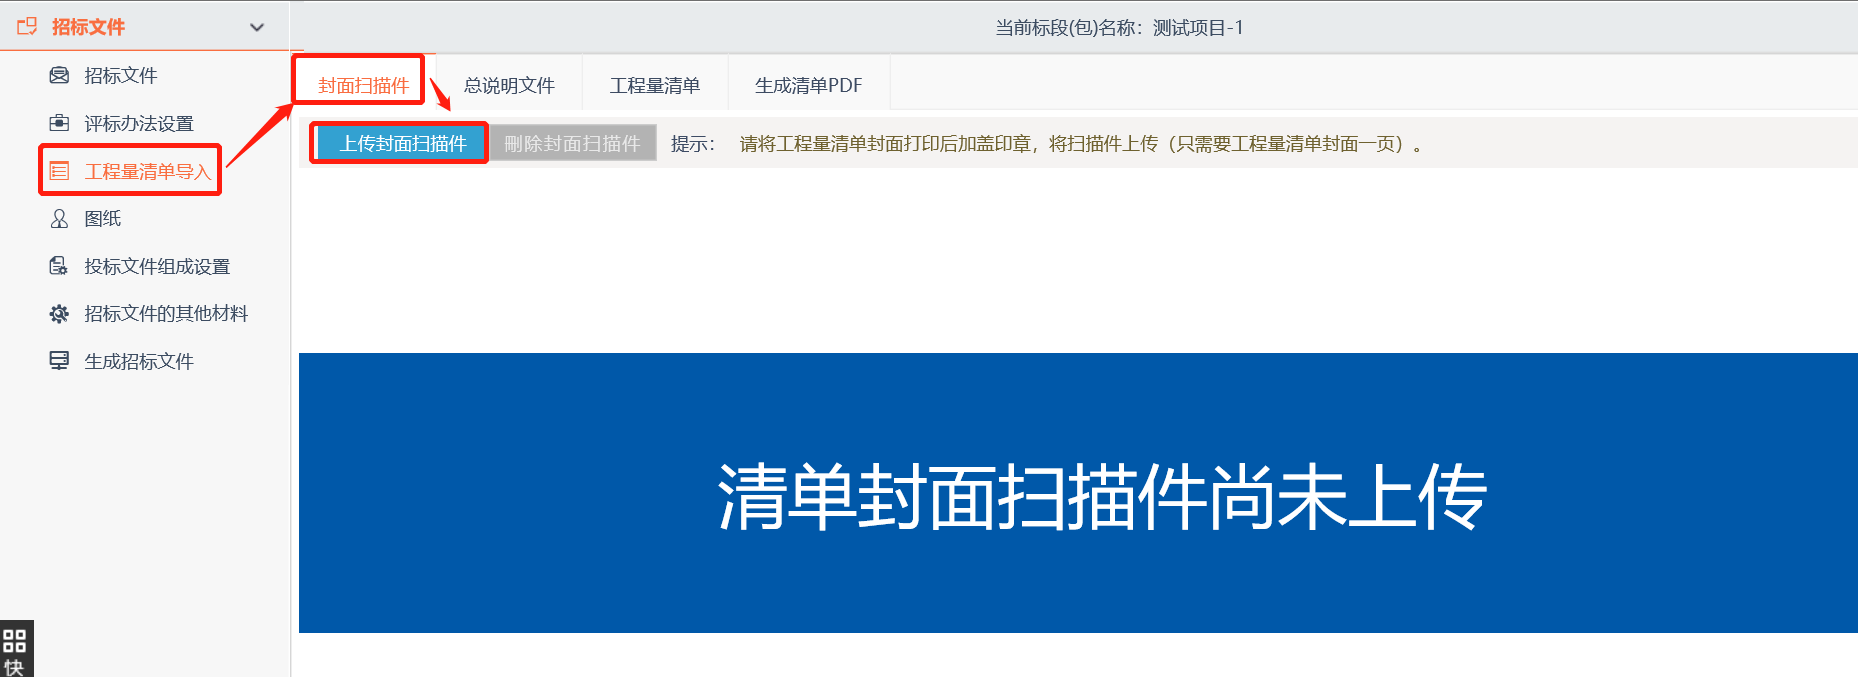 招标文件
当前标段(包)名称：测试项目-1
招标文件
评标办法设置
工程量清单导入
图纸
投标文件组成设置
招标文件的其他材料
生成招标文件
快
封面扫描件
总说明文件
工程量清单
生成清单PDF
上传封面扫描件
刪除封面扫描件
提示：
请将工程量清单封面打印后加盖印章，将扫描件上传（只需要工程量清单封面一页）。
清单封面扫描件尚未上传